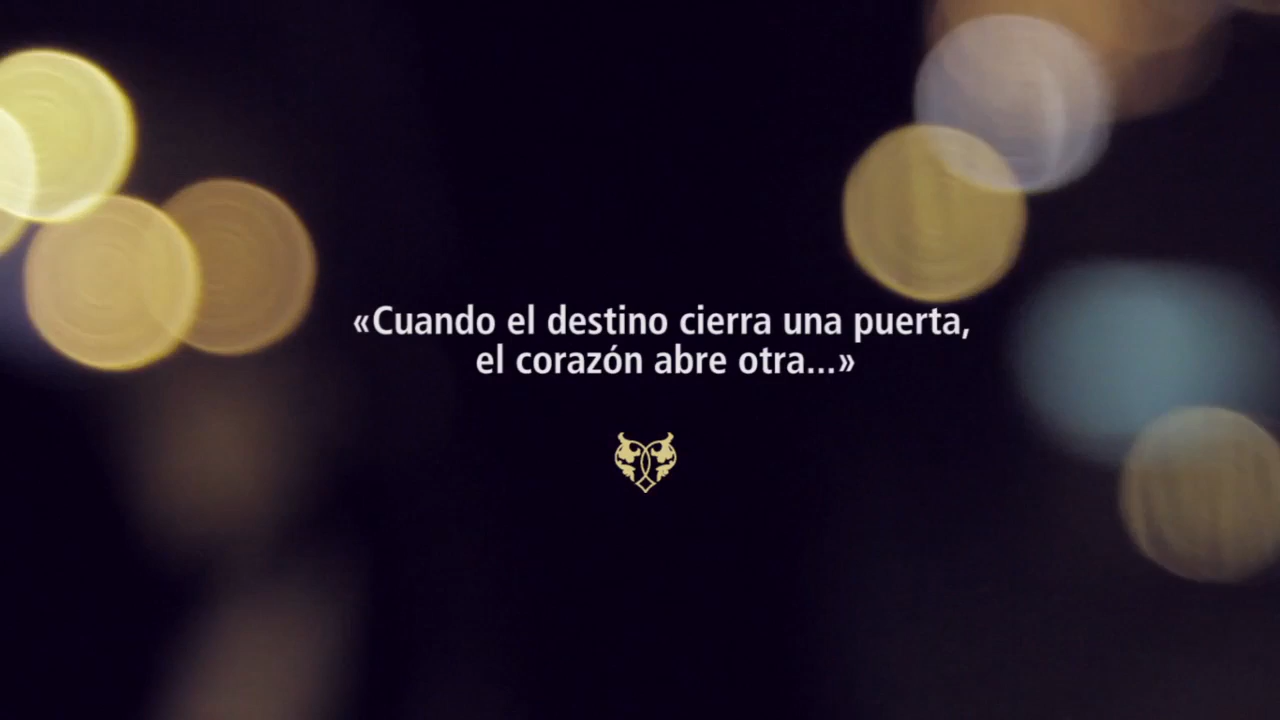 «Cuando el destino cierra una puerta,
el corazón abre otra...»